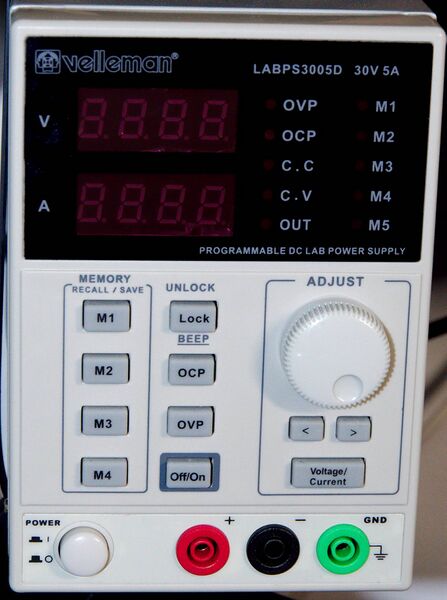 velleman®
LABPS3005D 30V 5A
V
A
OVP M1
OCP M2
C.C M3
C.V M4
OUT M5
PROGRAMMABLE DC LAB POWER SUPPLY
MEMORY
RECALL / SAVE
M1
M2
M3
M4
UNLOCK
Lock
BEEP
OCP
OVP
Off/On
ADJUST
< >
Voltage/
Current
POWER
I
O
+ − GND